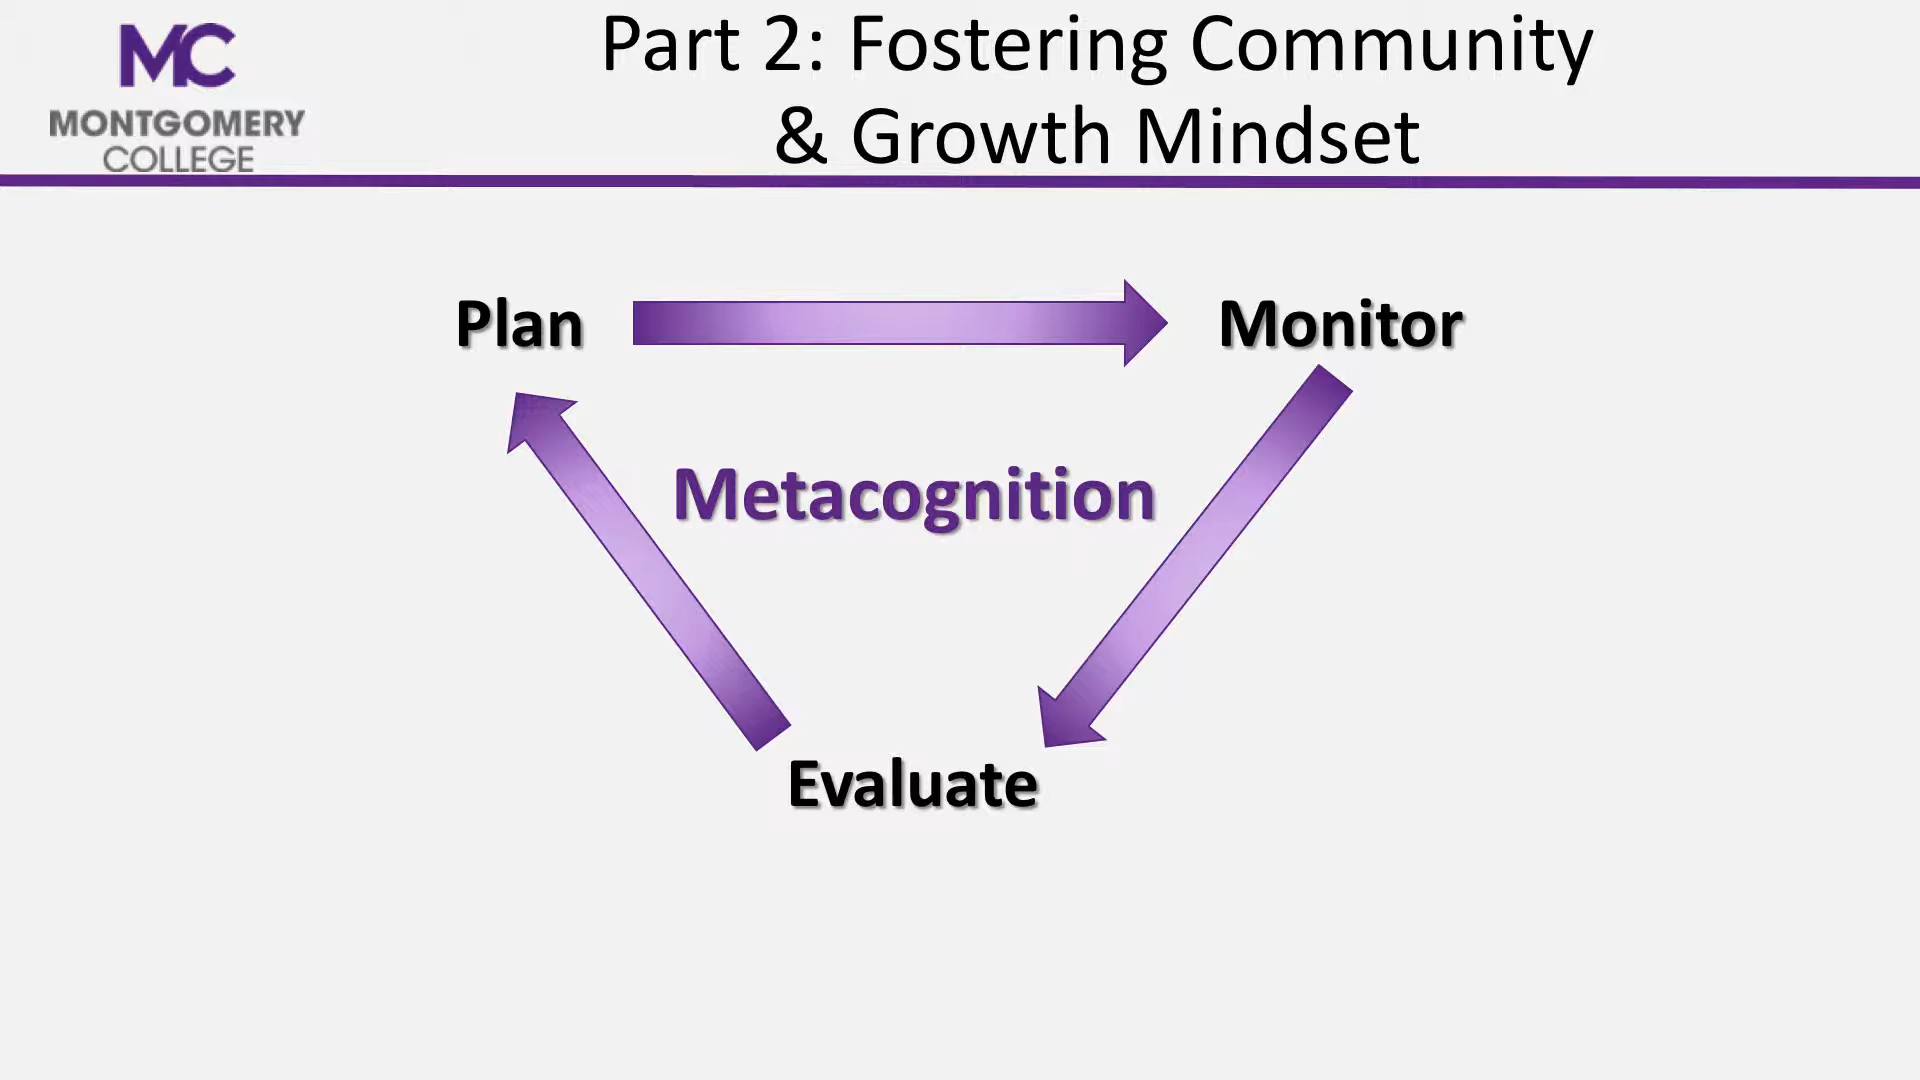 MC
MONTGOMERY
COLLEGE
Part 2: Fostering Community
& Growth Mindset
Plan
Monitor
Metacognition
Evaluate